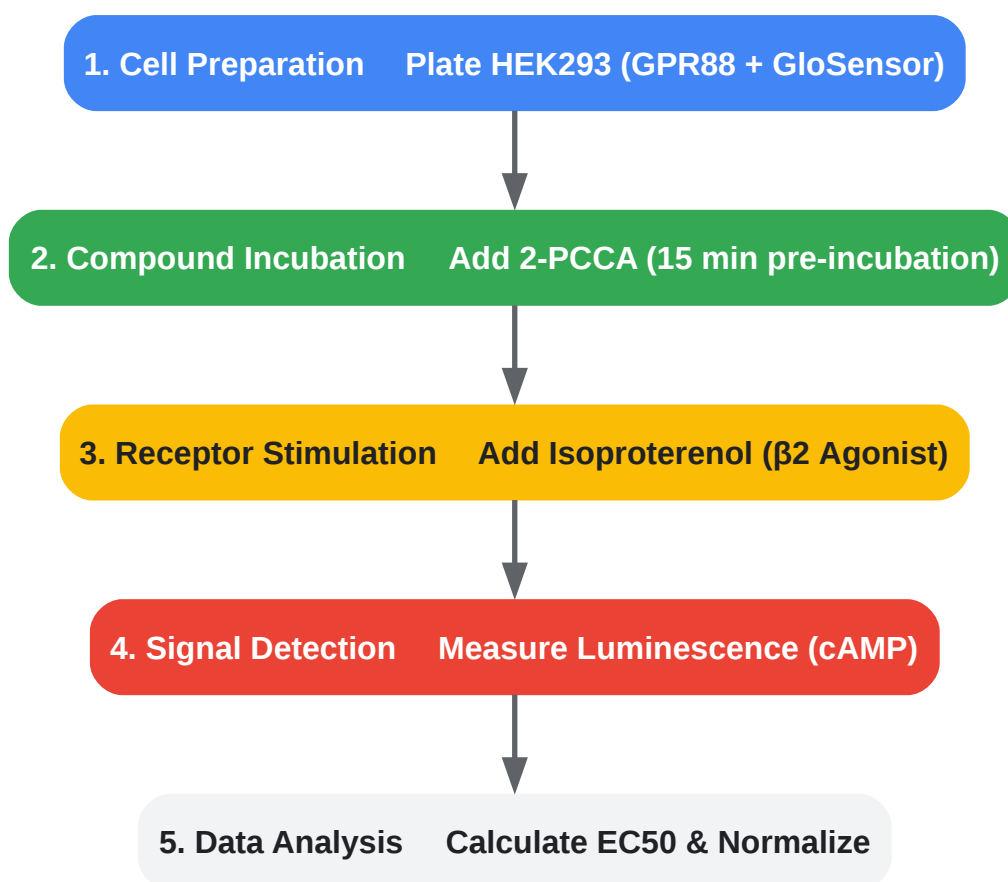 1. Cell Preparation Plate HEK293 (GPR88 + GloSensor)
2. Compound Incubation Add 2-PCCA (15 min pre-incubation)
3. Receptor Stimulation Add Isoproterenol (β2 Agonist)
4. Signal Detection Measure Luminescence (cAMP)
5. Data Analysis Calculate EC50 & Normalize